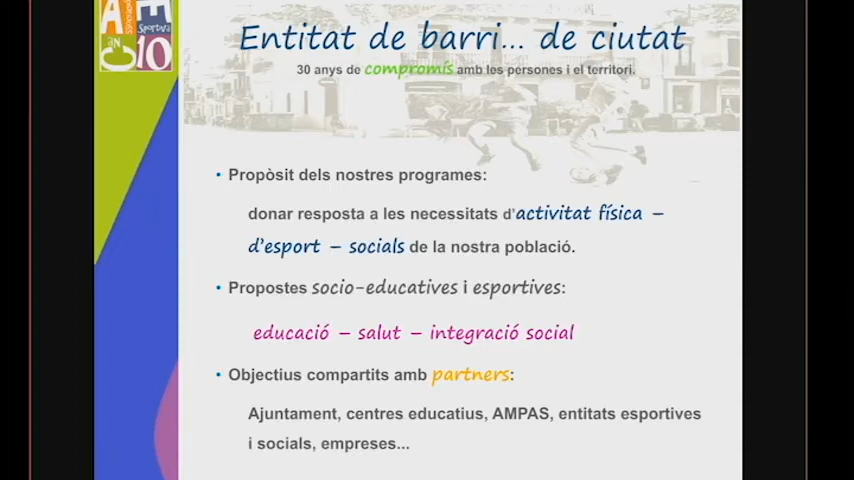 Sportiva
10
Entitat de barri... de ciutat
30 anys de compromís amb les persones i el territori.
• Propòsit dels nostres programes:
donar resposta a les necessitats d'activitat física –
d'esport – socials de la nostra població.
• Propostes socio-educatives i esportives:
educació – salut – integració social
• Objectius compartits amb partners:
Ajuntament, centres educatius, AMPAS, entitats esportives
i socials, empreses...